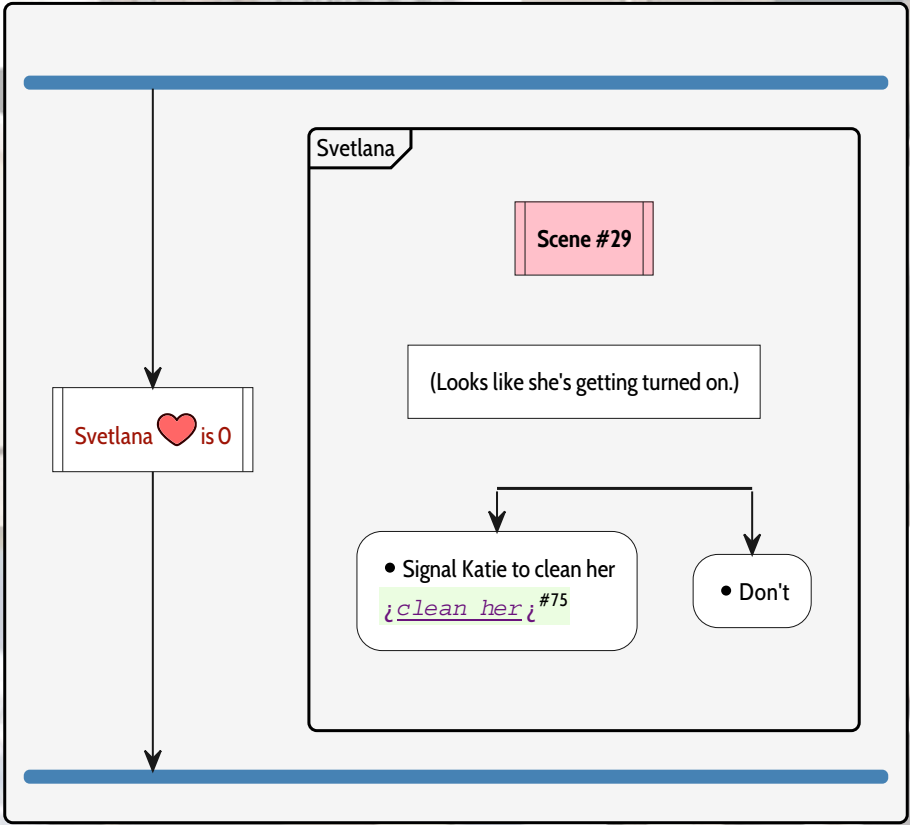 Svetlana
Scene #29
(Looks like she's getting turned on.)
Svetlana is 0
• Signal Katie to clean her
¿clean her¿#75
• Don't